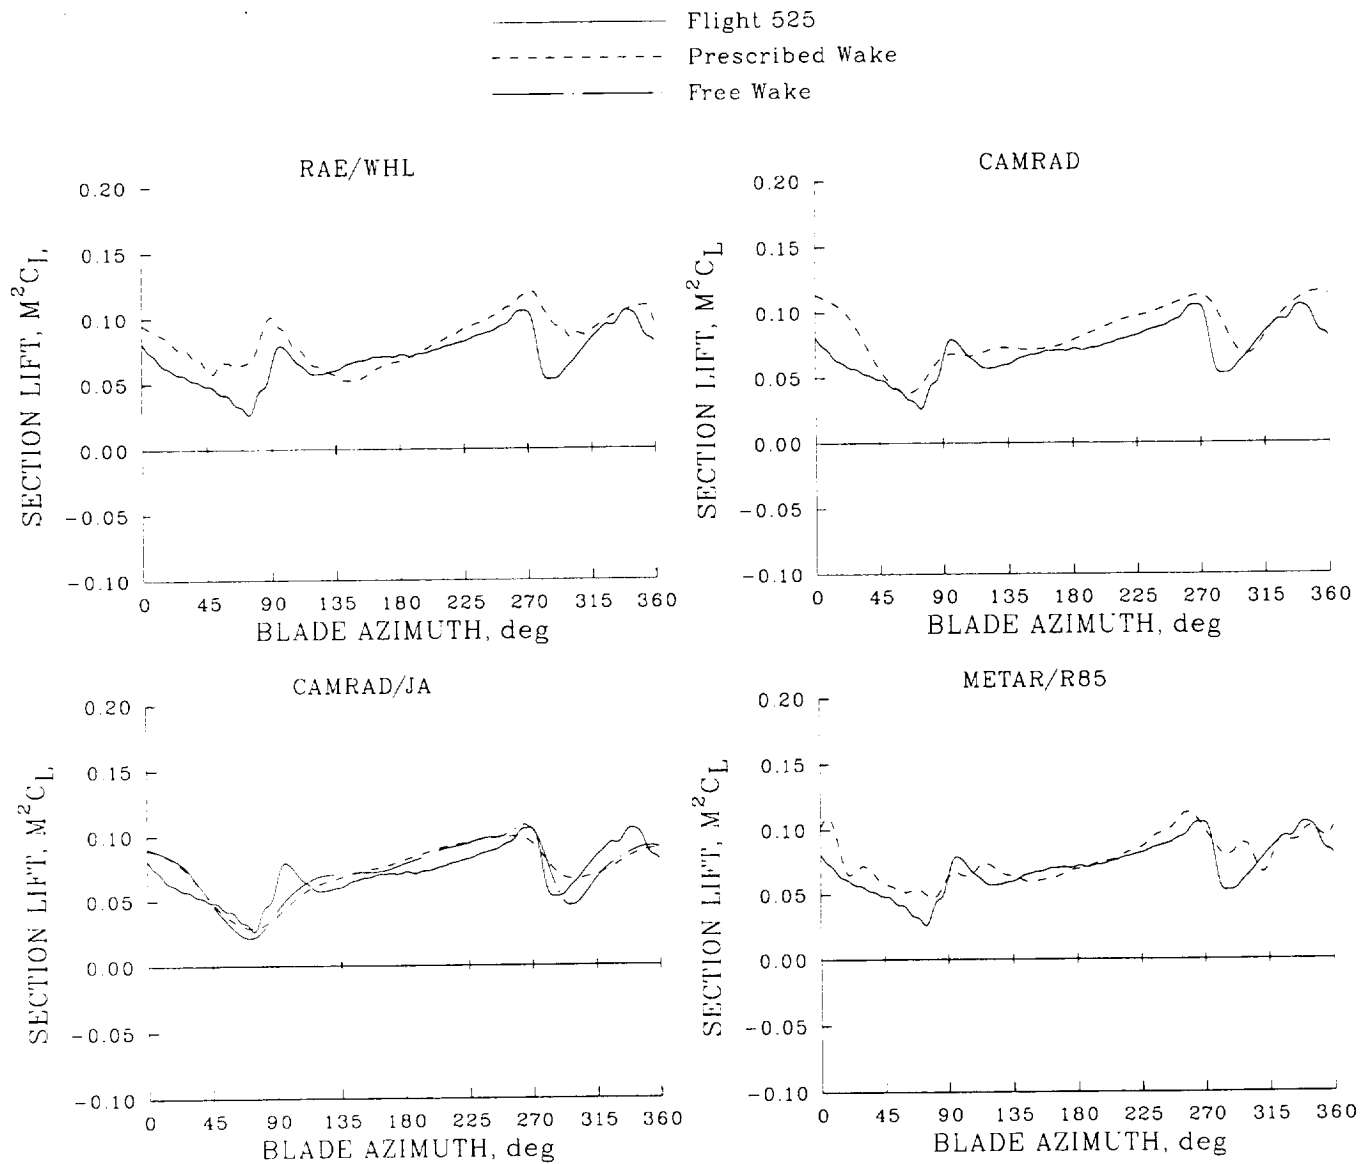 Flight 525
Prescribed Wake
Free Wake
RAE/WHL
0.20
0.15
0.10
0.05
0.00
-0.05
-0.10
SECTION LIFT, M²C_L
0 45 90 135 180 225 270 315 360
BLADE AZIMUTH, deg
CAMRAD
0.20
0.15
0.10
0.05
0.00
-0.05
-0.10
SECTION LIFT, M²C_L
0 45 90 135 180 225 270 315 360
BLADE AZIMUTH, deg
CAMRAD/JA
0.20
0.15
0.10
0.05
0.00
-0.05
-0.10
SECTION LIFT, M²C_L
0 45 90 135 180 225 270 315 360
BLADE AZIMUTH, deg
METAR/R85
0.20
0.15
0.10
0.05
0.00
-0.05
-0.10
SECTION LIFT, M²C_L
0 45 90 135 180 225 270 315 360
BLADE AZIMUTH, deg